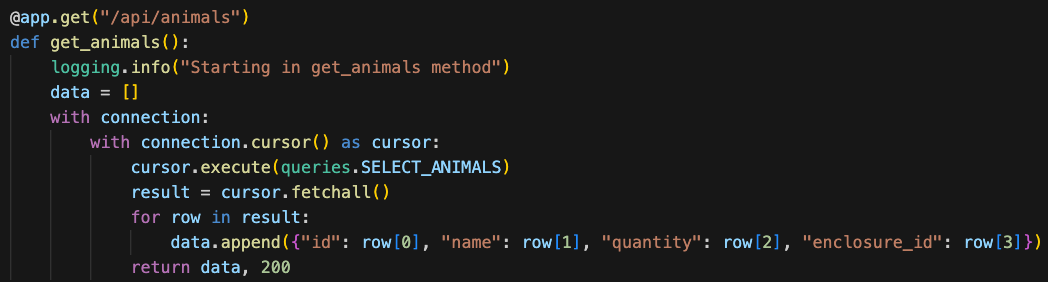 @app.get("/api/animals")
def get_animals():
    logging.info("Starting in get_animals method")
    data = []
    with connection:
        with connection.cursor() as cursor:
            cursor.execute(queries.SELECT_ANIMALS)
            result = cursor.fetchall()
            for row in result:
                data.append({"id": row[0], "name": row[1], "quantity": row[2], "enclosure_id": row[3]})
            return data, 200